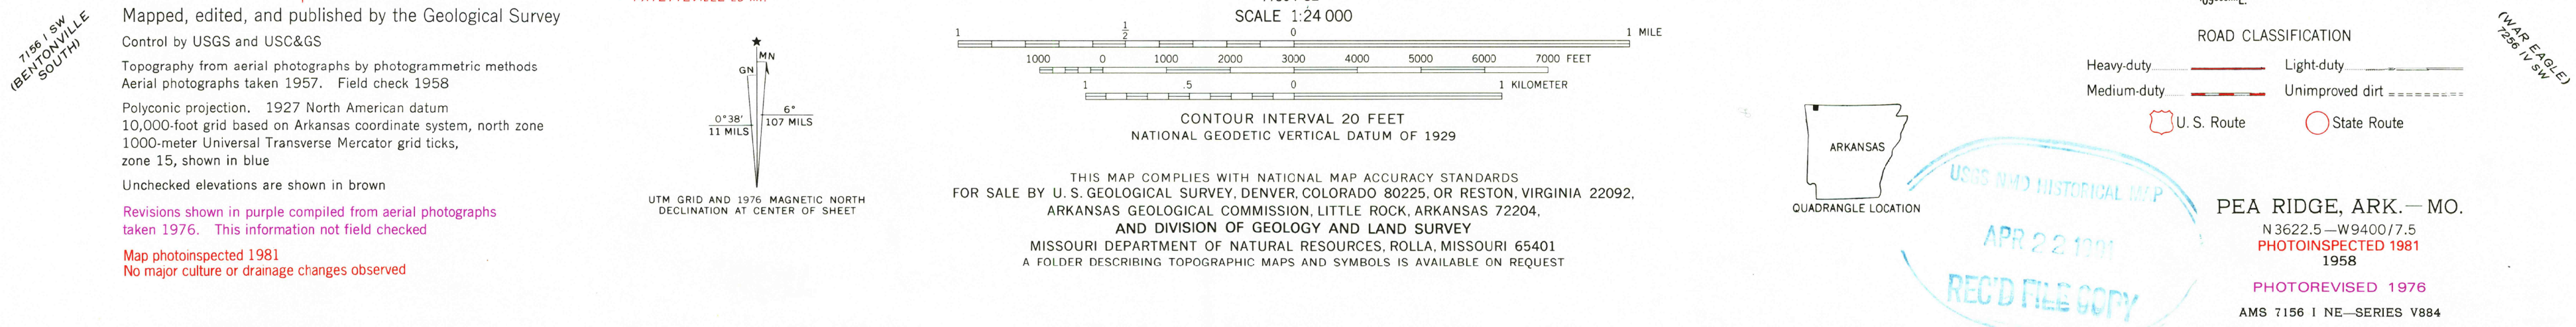 7156 I SW
(BENTONVILLE
SOUTH)
Mapped, edited, and published by the Geological Survey
Control by USGS and USC&GS
Topography from aerial photographs by photogrammetric methods
Aerial photographs taken 1957. Field check 1958
Polyconic projection. 1927 North American datum
10,000-foot grid based on Arkansas coordinate system, north zone
1000-meter Universal Transverse Mercator grid ticks,
zone 15, shown in blue
Unchecked elevations are shown in brown
Revisions shown in purple compiled from aerial photographs
taken 1976. This information not field checked
Map photoinspected 1981
No major culture or drainage changes observed
MN
GN
0°38'
11 MILS
6°
107 MILS
UTM GRID AND 1976 MAGNETIC NORTH
DECLINATION AT CENTER OF SHEET
SCALE 1:24 000
1 1/2 0 1 MILE
1000 0 1000 2000 3000 4000 5000 6000 7000 FEET
1 .5 0 1 KILOMETER
CONTOUR INTERVAL 20 FEET
NATIONAL GEODETIC VERTICAL DATUM OF 1929
THIS MAP COMPLIES WITH NATIONAL MAP ACCURACY STANDARDS
FOR SALE BY U. S. GEOLOGICAL SURVEY, DENVER, COLORADO 80225, OR RESTON, VIRGINIA 22092,
ARKANSAS GEOLOGICAL COMMISSION, LITTLE ROCK, ARKANSAS 72204,
AND DIVISION OF GEOLOGY AND LAND SURVEY
MISSOURI DEPARTMENT OF NATURAL RESOURCES, ROLLA, MISSOURI 65401
A FOLDER DESCRIBING TOPOGRAPHIC MAPS AND SYMBOLS IS AVAILABLE ON REQUEST
ARKANSAS
QUADRANGLE LOCATION
ROAD CLASSIFICATION
Heavy-duty Light-duty
Medium-duty Unimproved dirt
U. S. Route State Route
(WAR EAGLE)
7256 IV SW
USGS NMD HISTORICAL MAP
APR 22
REC'D FILE COPY
PEA RIDGE, ARK.—MO.
N3622.5—W9400/7.5
PHOTOINSPECTED 1981
1958
PHOTOREVISED 1976
AMS 7156 I NE—SERIES V884